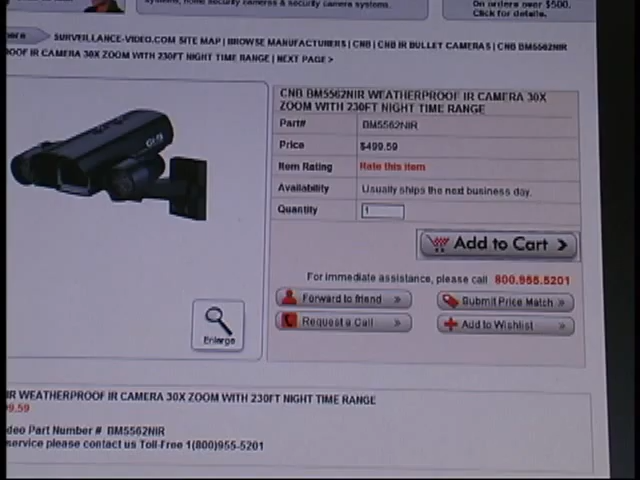 systems, home security cameras & security camera systems.
On orders over $500.
Click for details.
SURVEILLANCE-VIDEO.COM SITE MAP | BROWSE MANUFACTURERS | CNB | CNB IR BULLET CAMERAS | CNB BM5562NIR
PROOF IR CAMERA 30X ZOOM WITH 230FT NIGHT TIME RANGE | NEXT PAGE >
CNB BM5562NIR WEATHERPROOF IR CAMERA 30X
ZOOM WITH 230FT NIGHT TIME RANGE
Part# BM5562NIR
Price $499.59
Item Rating Rate this item
Availability Usually ships the next business day.
Quantity 1
CNB
Add to Cart >
For immediate assistance, please call 800.955.5201
Forward to friend »
Submit Price Match »
Request a Call »
Add to Wishlist »
Enlarge
IR WEATHERPROOF IR CAMERA 30X ZOOM WITH 230FT NIGHT TIME RANGE
99.59
deo Part Number # BM5562NIR
service please contact us Toll-Free 1(800)955-5201